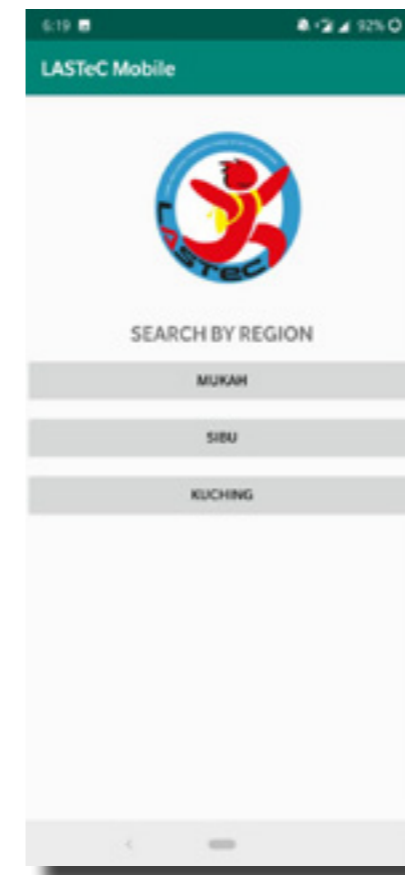 6:19
92%
LASTeC Mobile
LASTeC
SEARCH BY REGION
MUKAH
SIBU
KUCHING